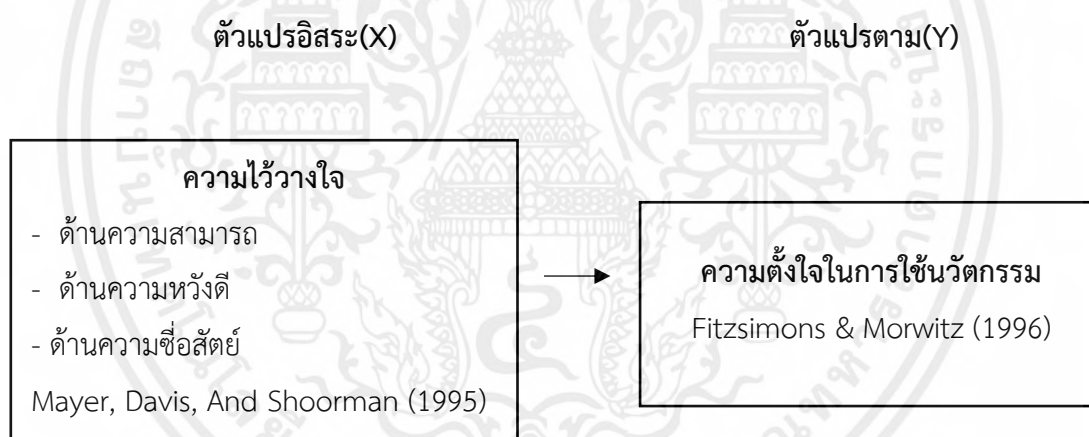 ตัวแปรอิสระ(X)
ตัวแปรตาม(Y)
ความไว้วางใจ
- ด้านความสามารถ
- ด้านความหวังดี
- ด้านความซื่อสัตย์
Mayer, Davis, And Shoorman (1995)
ความตั้งใจในการใช้นวัตกรรม
Fitzsimons & Morwitz (1996)